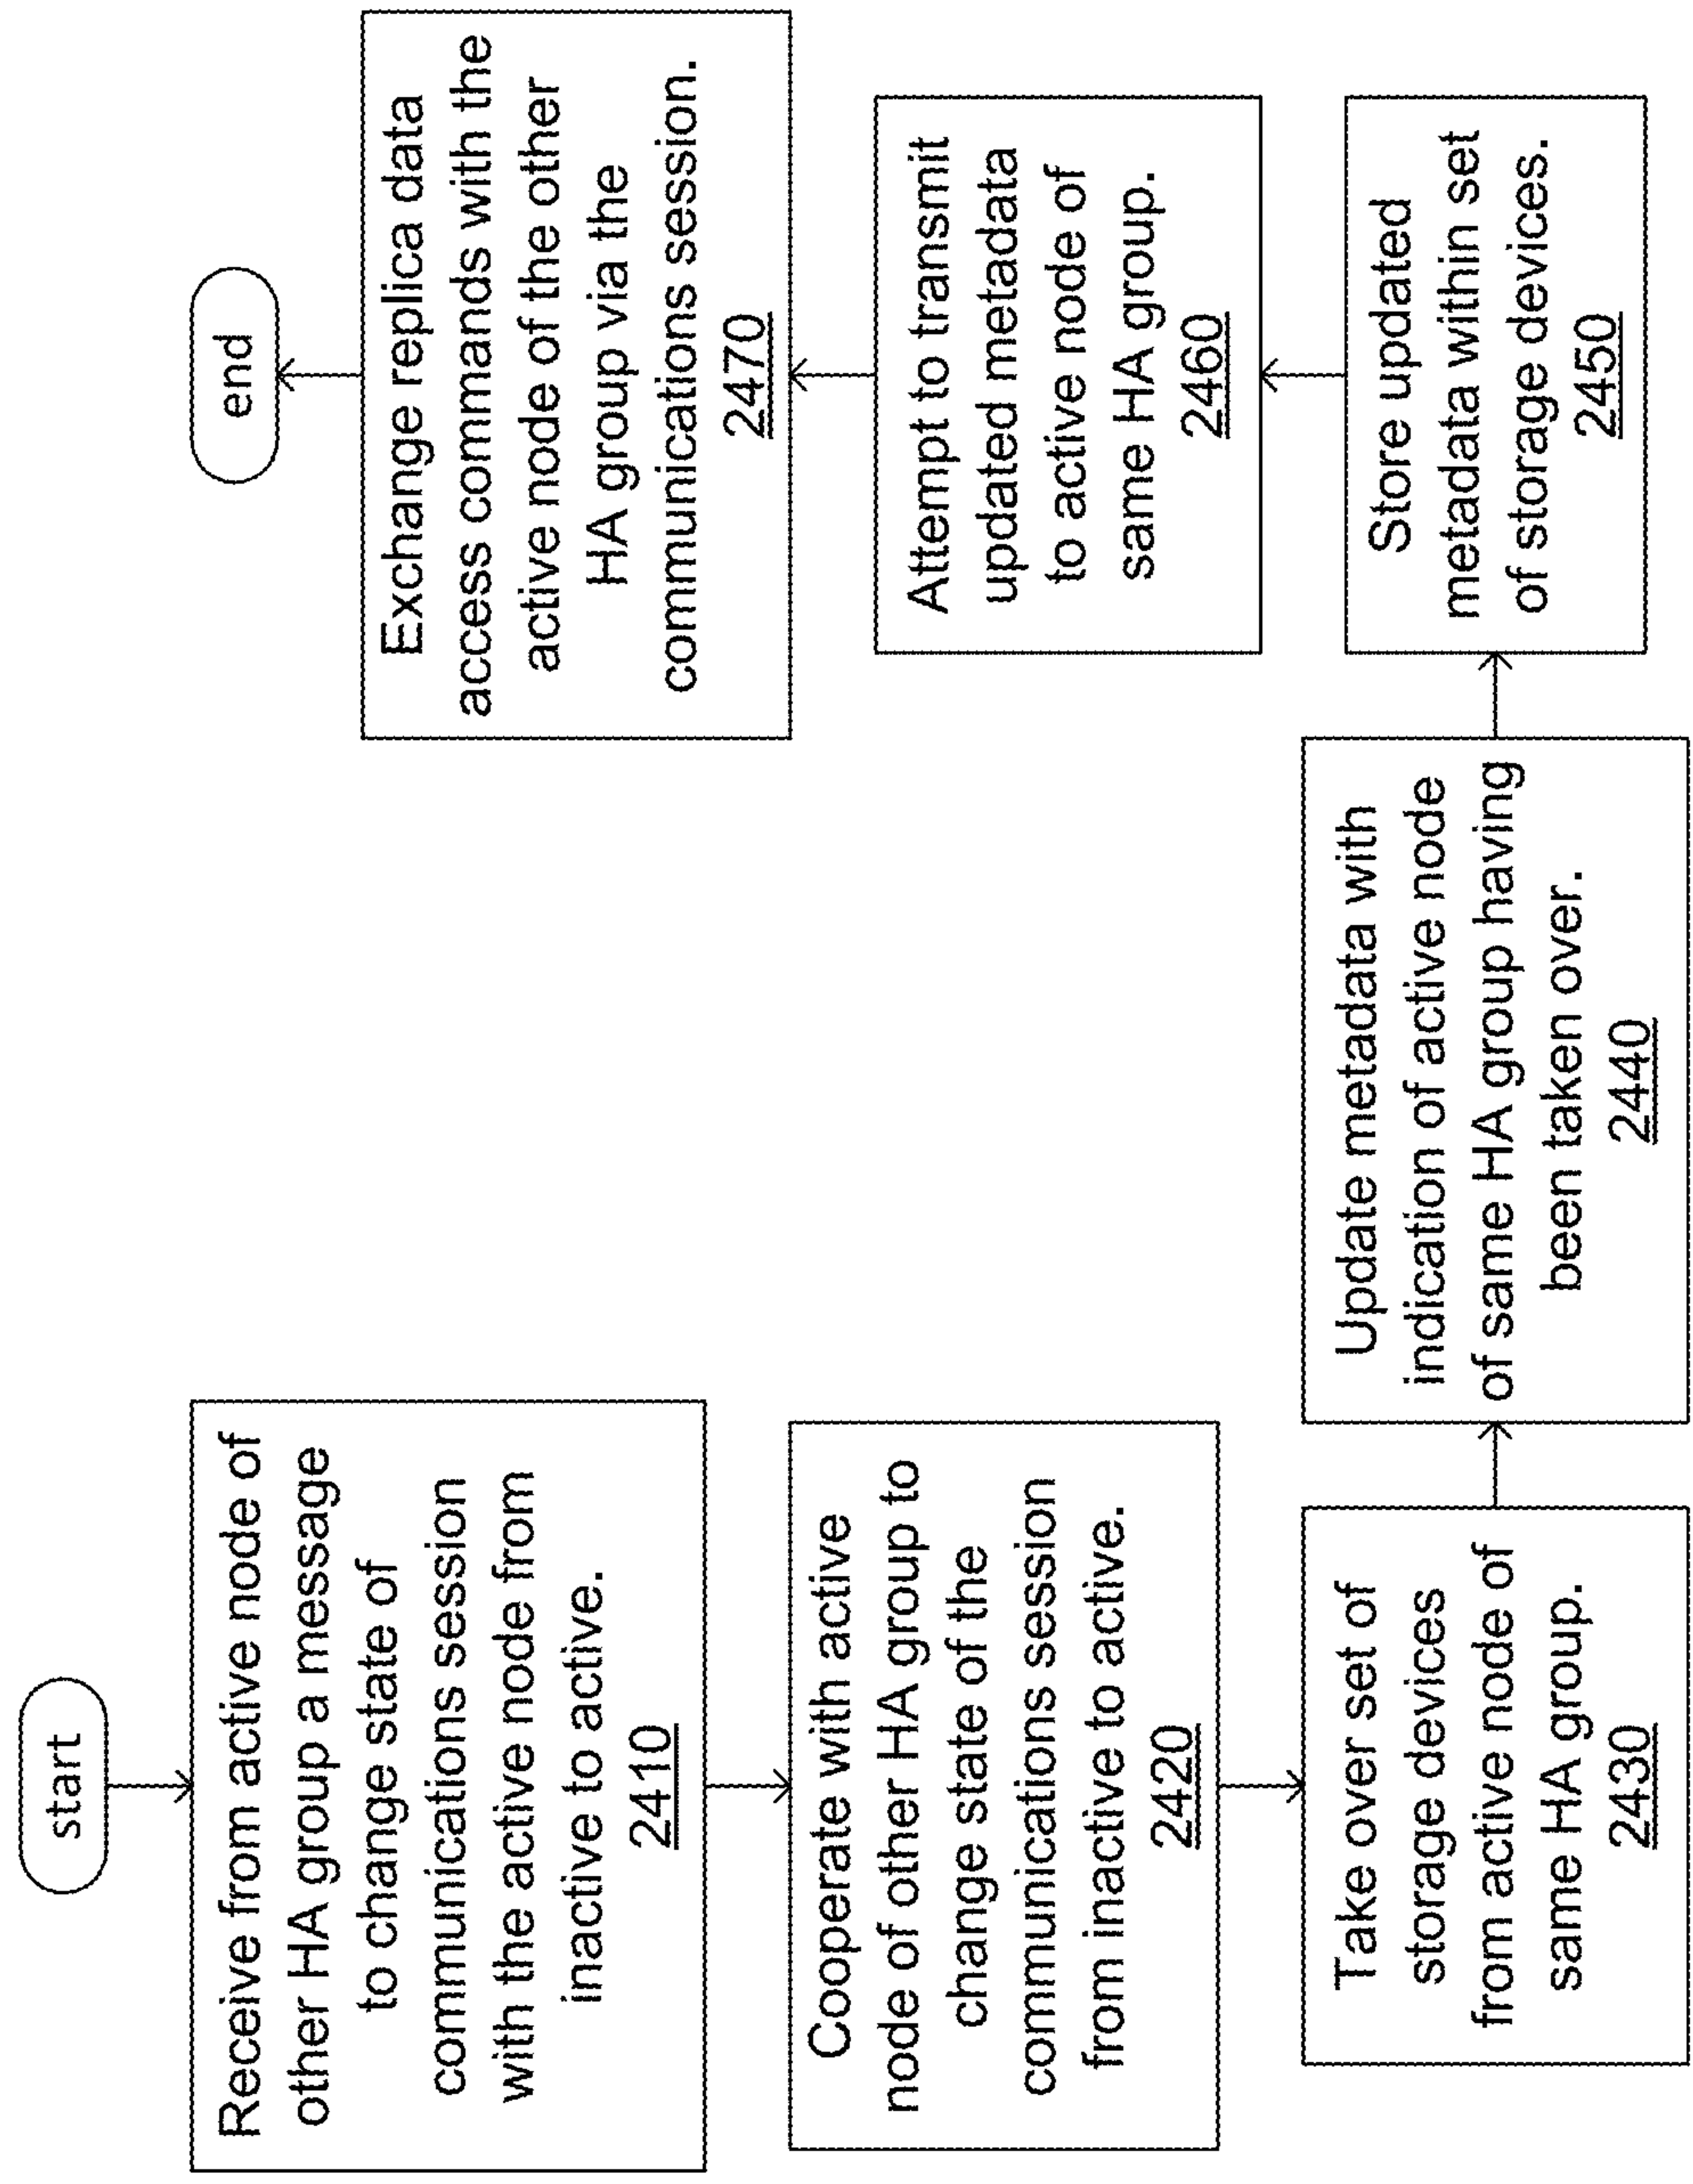 start
Receive from active node of
other HA group a message
to change state of
communications session
with the active node from
inactive to active.
2410
Cooperate with active
node of other HA group to
change state of the
communications session
from inactive to active.
2420
Take over set of
storage devices
from active node of
same HA group.
2430
Update metadata with
indication of active node
of same HA group having
been taken over.
2440
Store updated
metadata within set
of storage devices.
2450
Attempt to transmit
updated metadata
to active node of
same HA group.
2460
Exchange replica data
access commands with the
active node of the other
HA group via the
communications session.
2470
end